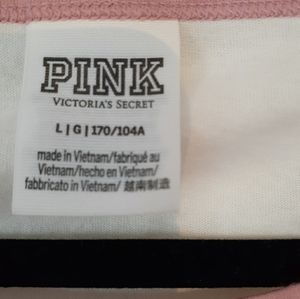 PINK
VICTORIA'S SECRET
L | G | 170/104A
made in Vietnam/fabriqué au
Vietnam/hecho en Vietnam/
fabbricato in Vietnam/ 越南制造